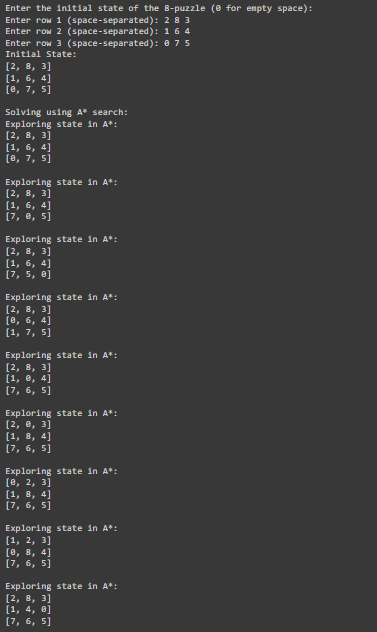 Enter the initial state of the 8-puzzle (0 for empty space):
Enter row 1 (space-separated): 2 8 3
Enter row 2 (space-separated): 1 6 4
Enter row 3 (space-separated): 0 7 5
Initial State:
[2, 8, 3]
[1, 6, 4]
[0, 7, 5]
Solving using A* search:
Exploring state in A*:
[2, 8, 3]
[1, 6, 4]
[0, 7, 5]
Exploring state in A*:
[2, 8, 3]
[1, 6, 4]
[7, 0, 5]
Exploring state in A*:
[2, 8, 3]
[1, 6, 4]
[7, 5, 0]
Exploring state in A*:
[2, 8, 3]
[0, 6, 4]
[1, 7, 5]
Exploring state in A*:
[2, 8, 3]
[1, 0, 4]
[7, 6, 5]
Exploring state in A*:
[2, 0, 3]
[1, 8, 4]
[7, 6, 5]
Exploring state in A*:
[0, 2, 3]
[1, 8, 4]
[7, 6, 5]
Exploring state in A*:
[1, 2, 3]
[0, 8, 4]
[7, 6, 5]
Exploring state in A*:
[2, 8, 3]
[1, 4, 0]
[7, 6, 5]